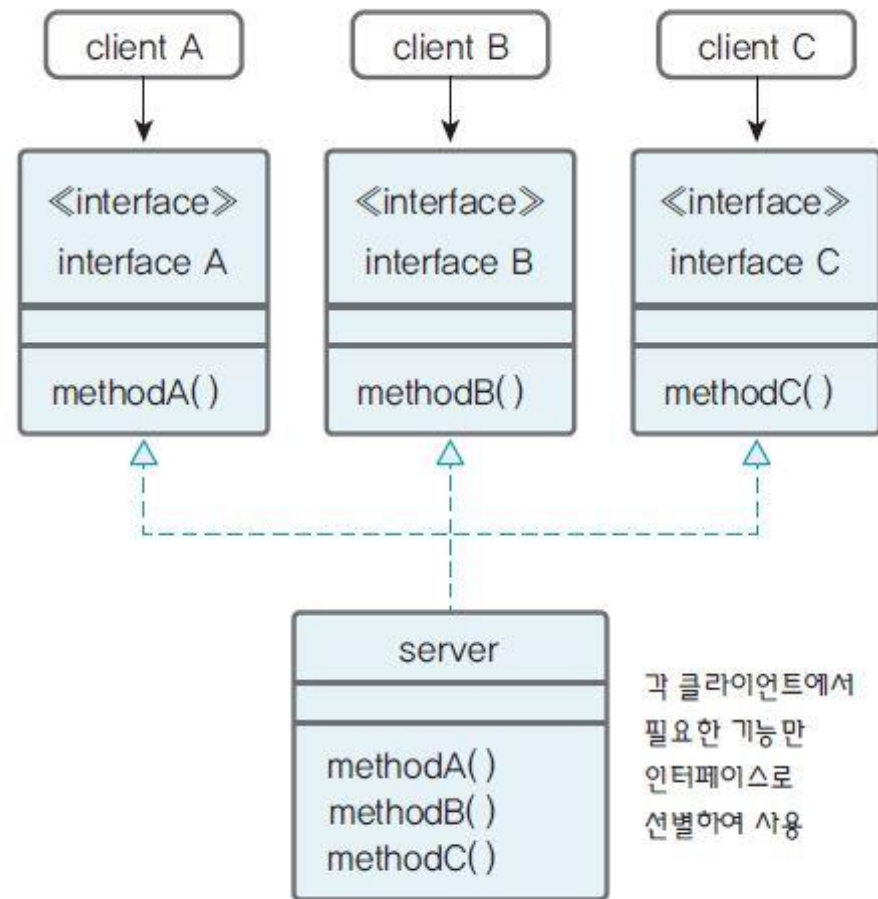 client A
client B
client C
≪interface≫
interface A
methodA()
≪interface≫
interface B
methodB()
≪interface≫
interface C
methodC()
server
methodA()
methodB()
methodC()
각 클라이언트에서
필요한 기능만
인터페이스로
선별하여 사용